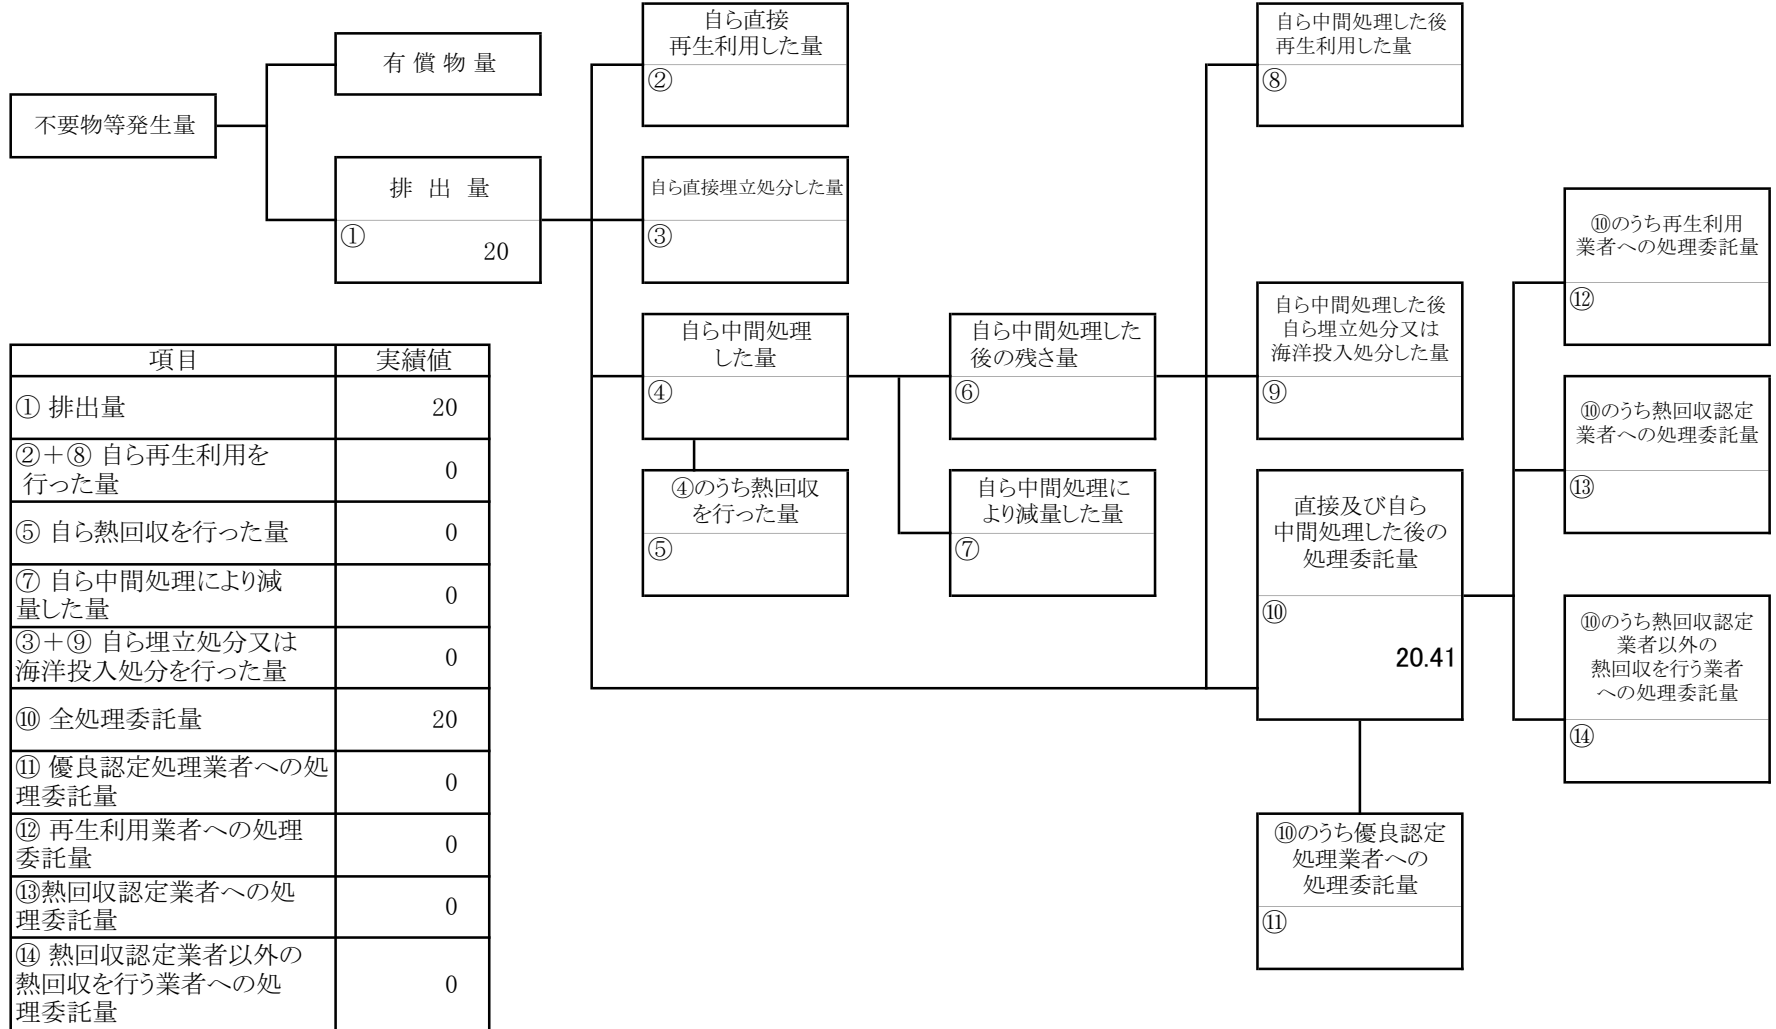 自ら直接
再生利用した量
②
自ら中間処理した後
再生利用した量
⑧
有 償 物 量
不要物等発生量
排 出 量
①
20
自ら直接埋立処分した量
③
⑩のうち再生利用
業者への処理委託量
⑫
自ら中間処理
した量
④
自ら中間処理した
後の残さ量
⑥
自ら中間処理した後
自ら埋立処分又は
海洋投入処分した量
⑨
⑩のうち熱回収認定
業者への処理委託量
⑬
④のうち熱回収
を行った量
⑤
自ら中間処理に
より減量した量
⑦
直接及び自ら
中間処理した後の
処理委託量
⑩
20.41
⑩のうち熱回収認定
業者以外の
熱回収を行う業者
への処理委託量
⑭
⑩のうち優良認定
処理業者への
処理委託量
⑪
項目 実績値
① 排出量 20
②＋⑧ 自ら再生利用を
行った量 0
⑤ 自ら熱回収を行った量 0
⑦ 自ら中間処理により減
量した量 0
③＋⑨ 自ら埋立処分又は
海洋投入処分を行った量 0
⑩ 全処理委託量 20
⑪ 優良認定処理業者への処
理委託量 0
⑫ 再生利用業者への処理
委託量 0
⑬熱回収認定業者への処
理委託量 0
⑭ 熱回収認定業者以外の
熱回収を行う業者への処
理委託量 0